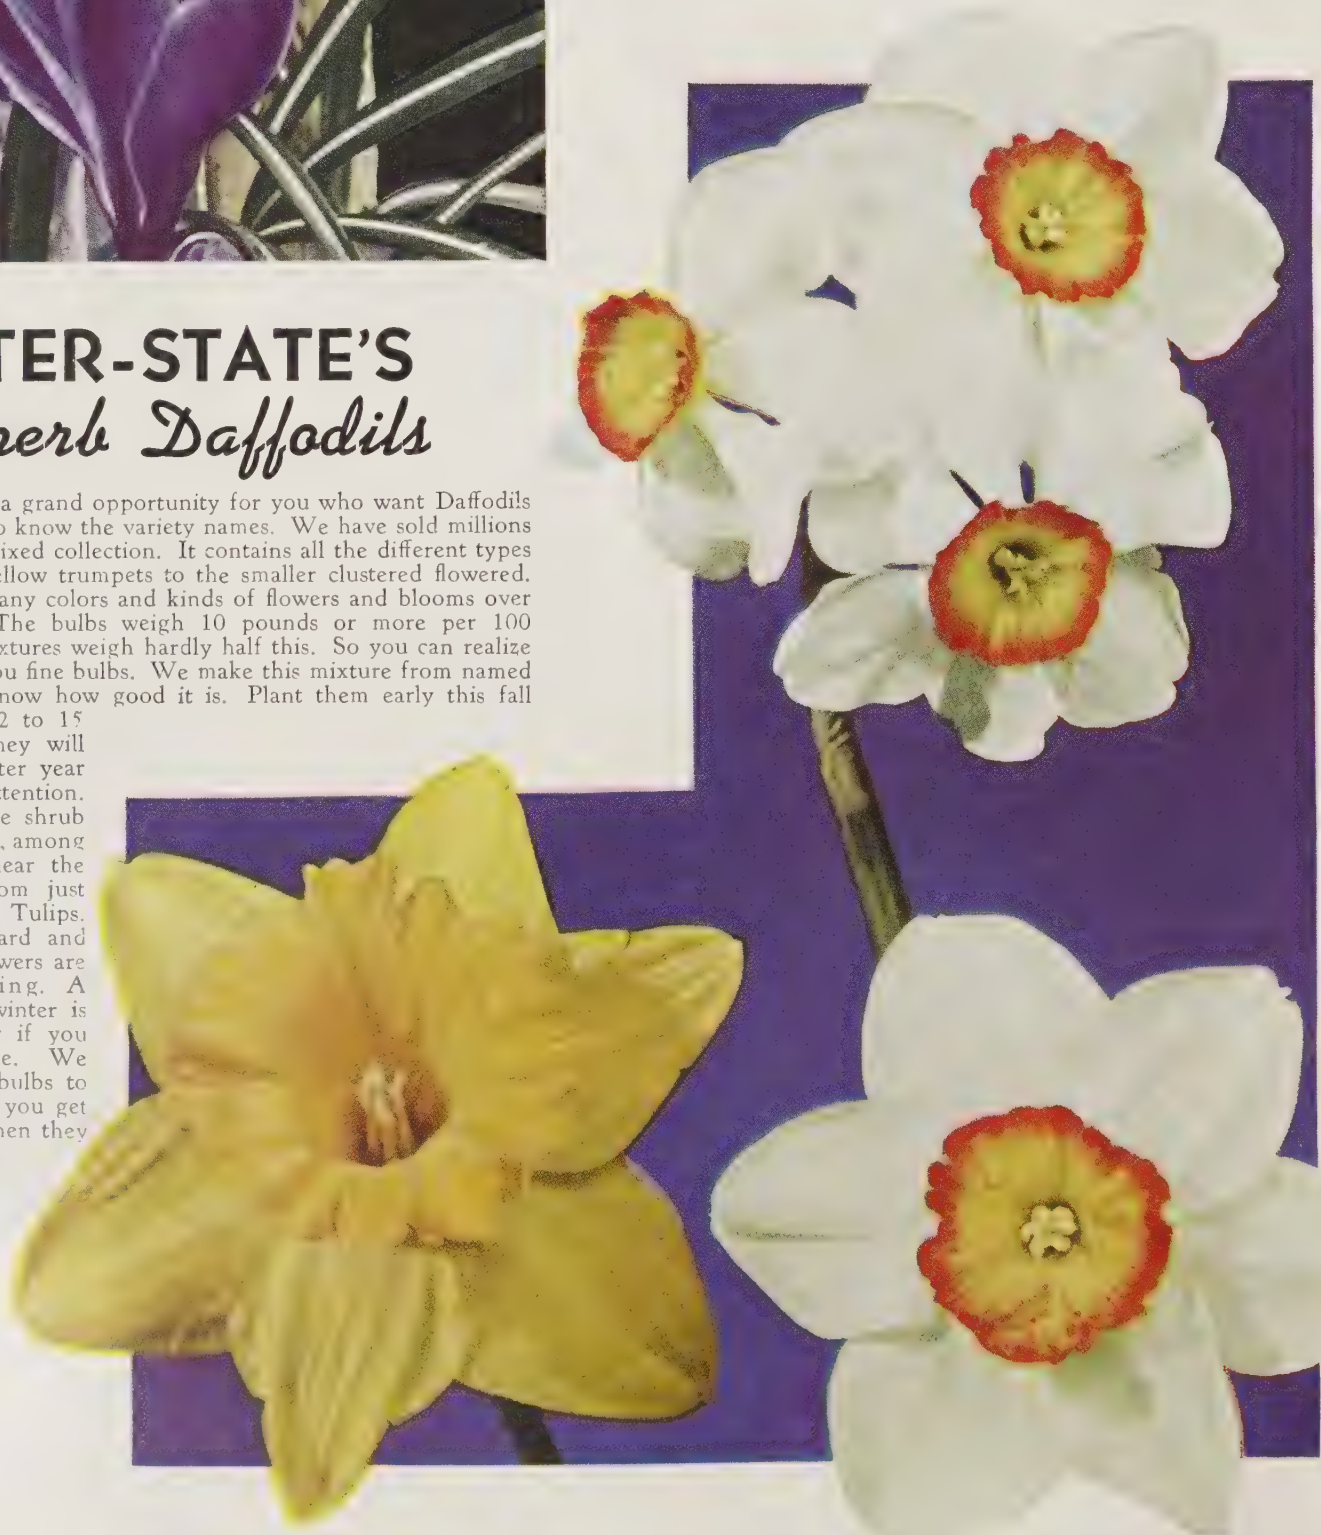 TER-STATE'S
erb Daffodils
a grand opportunity for you who want Daffodils
o know the variety names. We have sold millions
ixed collection. It contains all the different types
ellow trumpets to the smaller clustered flowered.
any colors and kinds of flowers and blooms over
The bulbs weigh 10 pounds or more per 100
xtures weigh hardly half this. So you can realize
ou fine bulbs. We make this mixture from named
now how good it is. Plant them early this fall
2 to 15
hey will
ter year
ttention.
e shrub
, among
near the
om just
Tulips.
ard and
wers are
ing. A
winter is
if you
e. We
bulbs to
you get
hen they